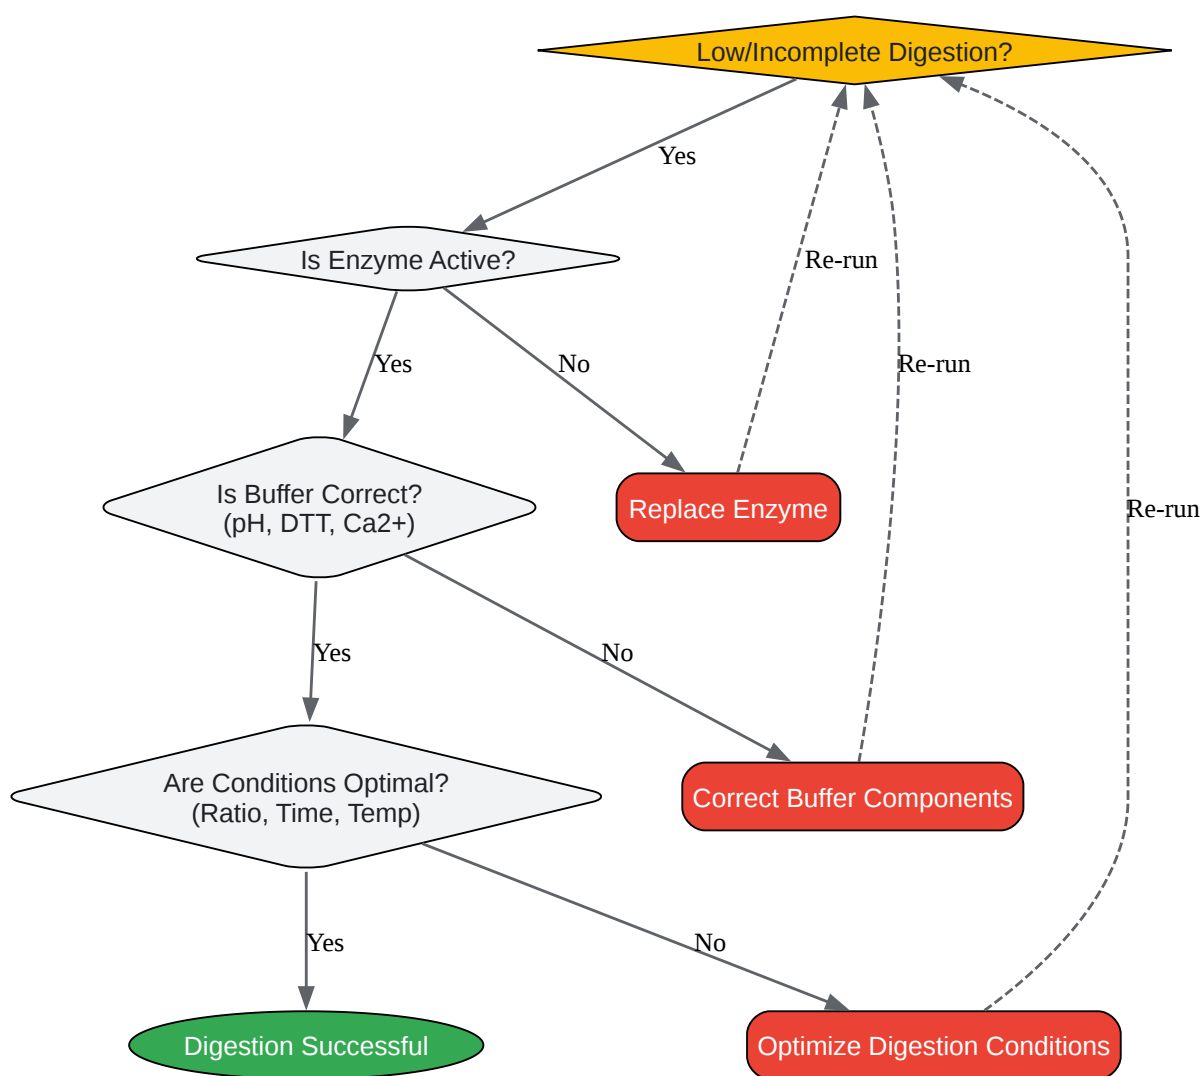 Low/Incomplete Digestion?
Yes
Is Enzyme Active?
Re-run
Yes
No
Re-run
Is Buffer Correct?
(pH, DTT, Ca2+)
Replace Enzyme
Re-run
Yes
No
Are Conditions Optimal?
(Ratio, Time, Temp)
Correct Buffer Components
Yes
No
Digestion Successful
Optimize Digestion Conditions